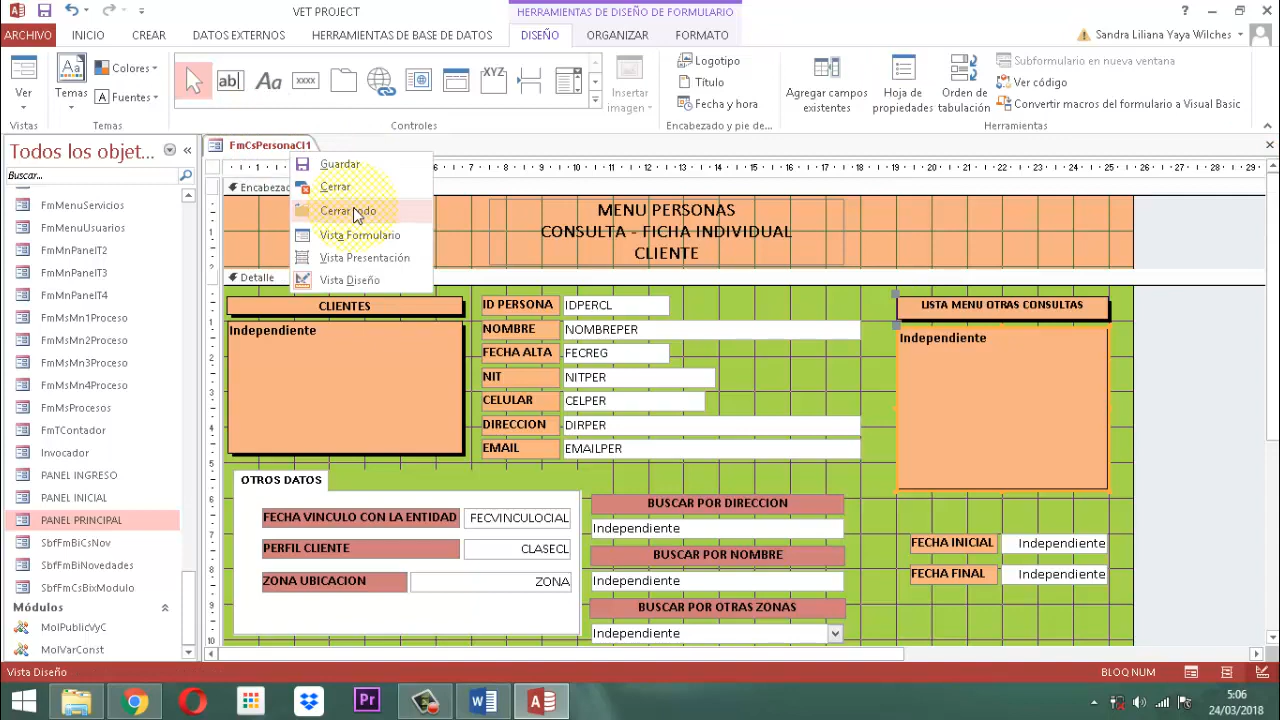 VET PROJECT
HERRAMIENTAS DE DISEÑO DE FORMULARIO
ARCHIVO INICIO CREAR DATOS EXTERNOS HERRAMIENTAS DE BASE DE DATOS DISEÑO ORGANIZAR FORMATO Sandra Liliana Yaya Wilches
Ver
Vistas
Temas
Colores
Fuentes
Temas
ab|
Aa
xxxx
XYZ
Controles
Insertar
imagen
Logotipo
Título
Fecha y hora
Encabezado y pie de…
Agregar campos
existentes
Hoja de
propiedades
Orden de
tabulación
Subformulario en nueva ventana
Ver código
Convertir macros del formulario a Visual Basic
Herramientas
Todos los objet...
Buscar...
FmMenuServicios
FmMenuUsuarios
FmMnPanelT2
FmMnPanelT3
FmMnPanelT4
FmMsMn1Proceso
FmMsMn2Proceso
FmMsMn3Proceso
FmMsMn4Proceso
FmMsProcesos
FmTContador
Invocador
PANEL INGRESO
PANEL INICIAL
PANEL PRINCIPAL
SbfFmBiCsNov
SbfFmBiNovedades
SbfFmCsBixModulo
Módulos
MolPublicVyC
MolVarConst
FmCsPersonaCl1
Guardar
Cerrar
Cerrar todo
Vista Formulario
Vista Presentación
Vista Diseño
MENU PERSONAS
CONSULTA - FICHA INDIVIDUAL
CLIENTE
Detalle
CLIENTES
Independiente
ID PERSONA IDPERCL
NOMBRE NOMBREPER
FECHA ALTA FECREG
NIT NITPER
CELULAR CELPER
DIRECCION DIRPER
EMAIL EMAILPER
LISTA MENU OTRAS CONSULTAS
Independiente
OTROS DATOS
FECHA VINCULO CON LA ENTIDAD FECVINCULOCIAL
PERFIL CLIENTE CLASECL
ZONA UBICACION ZONA
BUSCAR POR DIRECCION
Independiente
BUSCAR POR NOMBRE
Independiente
BUSCAR POR OTRAS ZONAS
Independiente
FECHA INICIAL Independiente
FECHA FINAL Independiente
Vista Diseño
BLOQ NUM
5:06
24/03/2018